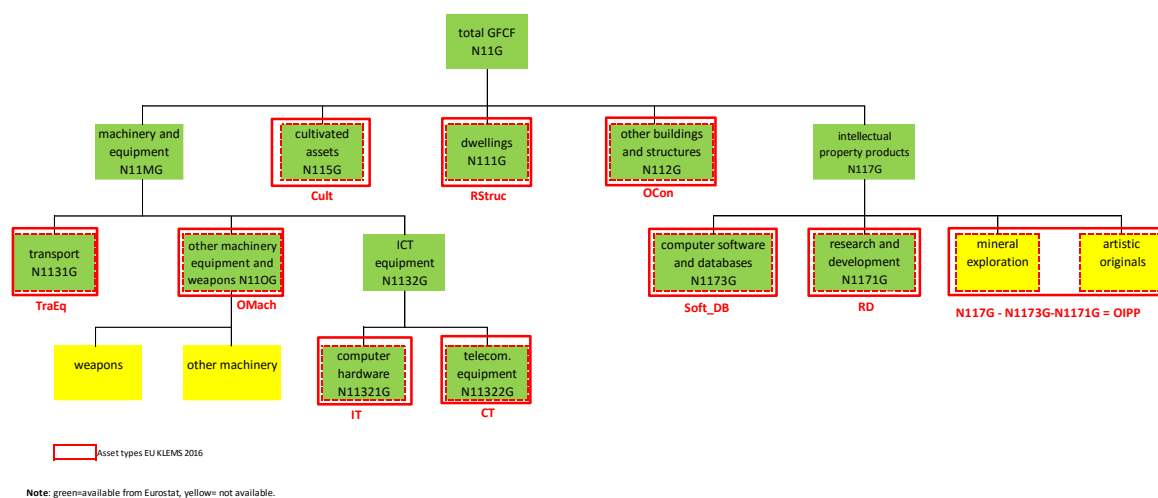 total GFCF
N11G
machinery and
equipment
N11MG
cultivated
assets
N115G
Cult
dwellings
N111G
RStruc
other buildings
and structures
N112G
OCon
intellectual
property products
N117G
transport
N1131G
TraEq
other machinery
equipment and
weapons N11OG
OMach
ICT
equipment
N1132G
computer software
and databases
N1173G
Soft_DB
research and
development
N1171G
RD
mineral
exploration
artistic
originals
N117G - N1173G-N1171G = OIPP
weapons
other machinery
computer
hardware
N11321G
IT
telecom.
equipment
N11322G
CT
Asset types EU KLEMS 2016
Note: green=available from Eurostat, yellow= not available.